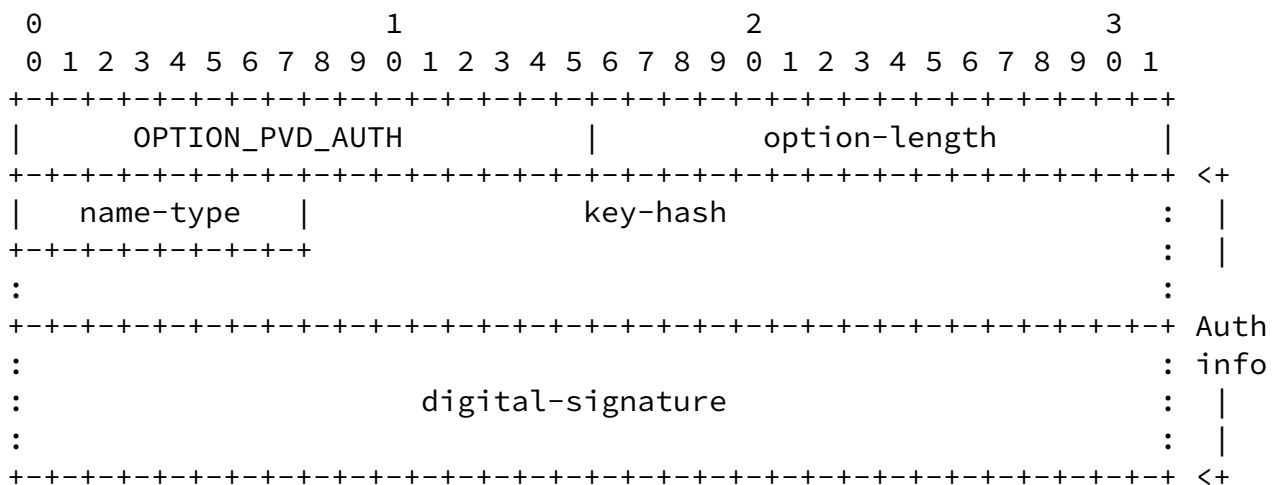 0                   1                   2                   3
 0 1 2 3 4 5 6 7 8 9 0 1 2 3 4 5 6 7 8 9 0 1 2 3 4 5 6 7 8 9 0 1
+-+-+-+-+-+-+-+-+-+-+-+-+-+-+-+-+-+-+-+-+-+-+-+-+-+-+-+-+-+-+-+-+
|      OPTION_PVD_AUTH          |         option-length         |
+-+-+-+-+-+-+-+-+-+-+-+-+-+-+-+-+-+-+-+-+-+-+-+-+-+-+-+-+-+-+-+-+ <+
|   name-type   |               key-hash                        :  |
+-+-+-+-+-+-+-+-+                                               :  |
:                                                               :
+-+-+-+-+-+-+-+-+-+-+-+-+-+-+-+-+-+-+-+-+-+-+-+-+-+-+-+-+-+-+-+-+ Auth
:                                                               : info
:                      digital-signature                        :  |
:                                                               :  |
+-+-+-+-+-+-+-+-+-+-+-+-+-+-+-+-+-+-+-+-+-+-+-+-+-+-+-+-+-+-+-+-+ <+